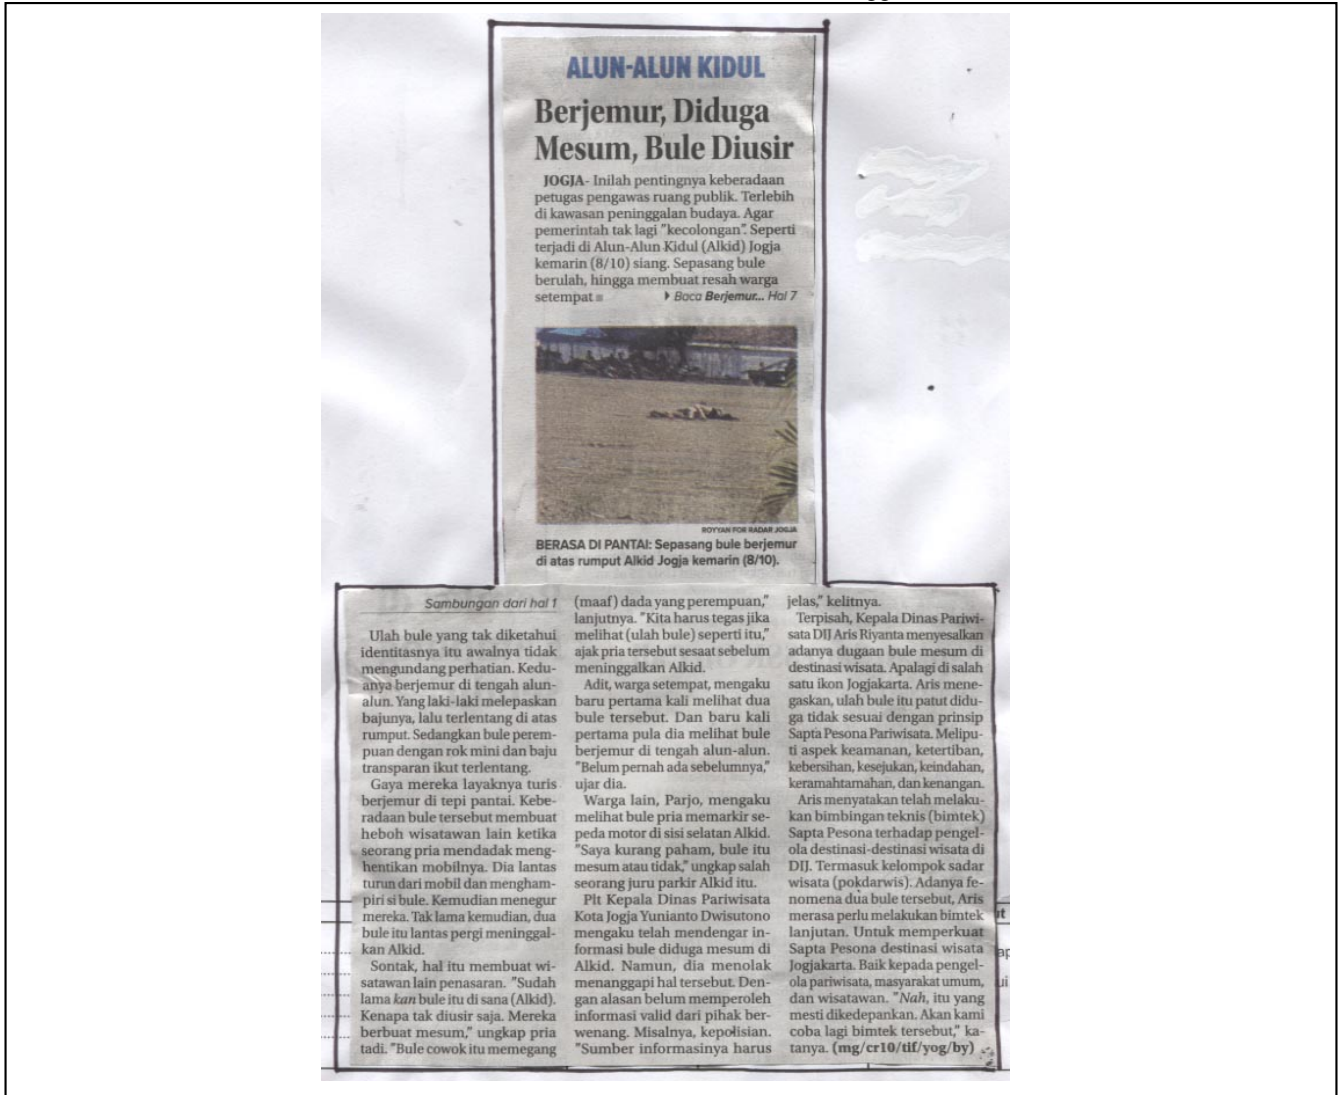 ALUN-ALUN KIDUL
Berjemur, Diduga
Mesum, Bule Diusir
JOGJA- Inilah pentingnya keberadaan
petugas pengawas ruang publik. Terlebih
di kawasan peninggalan budaya. Agar
pemerintah tak lagi "kecolongan". Seperti
terjadi di Alun-Alun Kidul (Alkid) Jogja
kemarin (8/10) siang. Sepasang bule
berulah, hingga membuat resah warga
setempat
Baca Berjemur... Hal 7
ROYYAN FOR RADAR JOGJA
BERASA DI PANTAI: Sepasang bule berjemur
di atas rumput Alkid Jogja kemarin (8/10).
Sambungan dari hal 1
Ulah bule yang tak diketahui
identitasnya itu awalnya tidak
mengundang perhatian. Kedu-
anya berjemur di tengah alun-
alun. Yang laki-laki melepaskan
bajunya, lalu terlentang di atas
rumput. Sedangkan bule perem-
puan dengan rok mini dan baju
transparan ikut terlentang.
Gaya mereka layaknya turis
berjemur di tepi pantai. Kebe-
radaan bule tersebut membuat
heboh wisatawan lain ketika
seorang pria mendadak meng-
hentikan mobilnya. Dia lantas
turun dari mobil dan mengham-
piri si bule. Kemudian menegur
mereka. Tak lama kemudian, dua
bule itu lantas pergi meninggal-
kan Alkid.
Sontak, hal itu membuat wi-
satawan lain penasaran. "Sudah
lama kan bule itu di sana (Alkid).
Kenapa tak diusir saja. Mereka
berbuat mesum," ungkap pria
tadi. "Bule cowok itu memegang
(maaf) dada yang perempuan,"
lanjutnya. "Kita harus tegas jika
melihat (ulah bule) seperti itu,"
ajak pria tersebut sesaat sebelum
meninggalkan Alkid.
Adit, warga setempat, mengaku
baru pertama kali melihat dua
bule tersebut. Dan baru kali
pertama pula dia melihat bule
berjemur di tengah alun-alun.
"Belum pernah ada sebelumnya,"
ujar dia.
Warga lain, Parjo, mengaku
melihat bule pria memarkir se-
peda motor di sisi selatan Alkid.
"Saya kurang paham, bule itu
mesum atau tidak," ungkap salah
seorang juru parkir Alkid itu.
Plt Kepala Dinas Pariwisata
Kota Jogja Yunianto Dwisutono
mengaku telah mendengar in-
formasi bule diduga mesum di
Alkid. Namun, dia menolak
menanggapi hal tersebut. Den-
gan alasan belum memperoleh
informasi valid dari pihak ber-
wenang. Misalnya, kepolisian.
"Sumber informasinya harus
jelas," kelitnya.
Terpisah, Kepala Dinas Pariwi-
sata DIJ Aris Riyanta menyesalkan
adanya dugaan bule mesum di
destinasi wisata. Apalagi di salah
satu ikon Jogjakarta. Aris mene-
gaskan, ulah bule itu patut didu-
ga tidak sesuai dengan prinsip
Sapta Pesona Pariwisata. Melipu-
ti aspek keamanan, ketertiban,
kebersihan, kesejukan, keindahan,
keramahtamahan, dan kenangan.
Aris menyatakan telah melaku-
kan bimbingan teknis (bimtek)
Sapta Pesona terhadap pengel-
ola destinasi-destinasi wisata di
DIJ. Termasuk kelompok sadar
wisata (pokdarwis). Adanya fe-
nomena dua bule tersebut, Aris
merasa perlu melakukan bimtek
lanjutan. Untuk memperkuat
Sapta Pesona destinasi wisata
Jogjakarta. Baik kepada pengel-
ola pariwisata, masyarakat umum,
dan wisatawan. "Nah, itu yang
mesti dikedepankan. Akan kami
coba lagi bimtek tersebut," ka-
tanya. (mg/cr10/tif/yog/by)